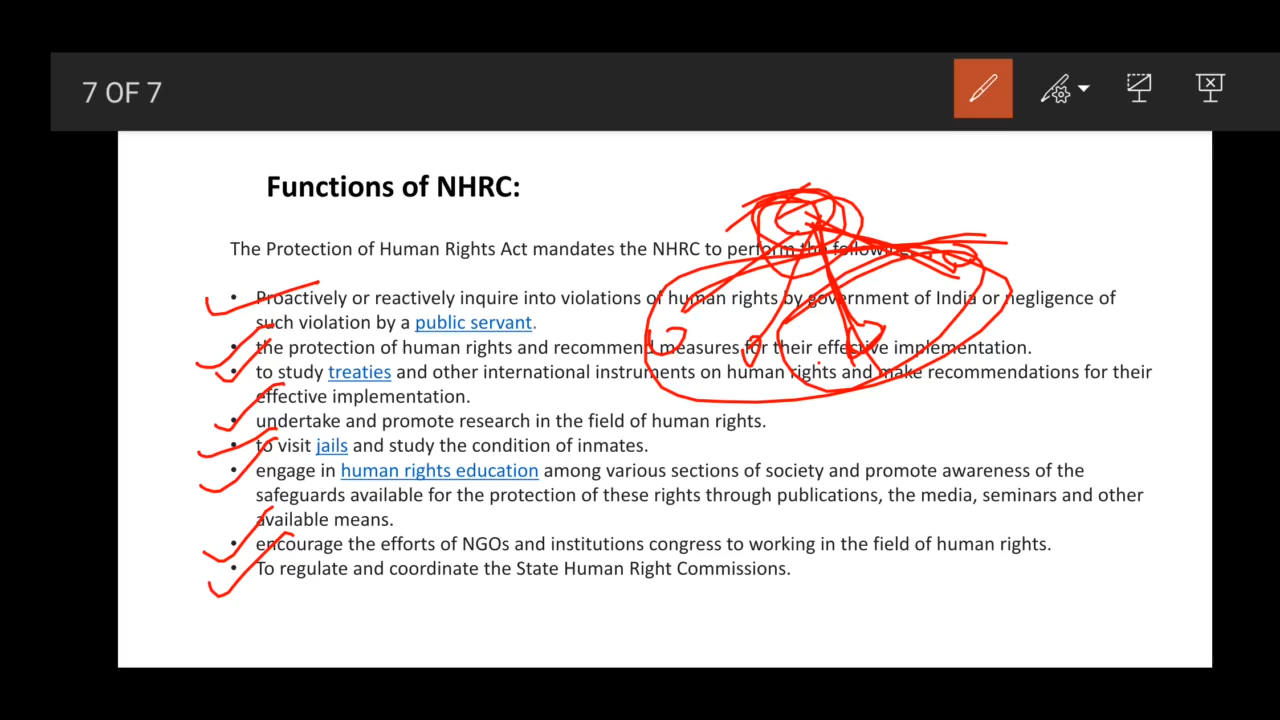 7 OF 7
Functions of NHRC:
The Protection of Human Rights Act mandates the NHRC to perform the following
• Proactively or reactively inquire into violations of human rights by government of India or negligence of
such violation by a public servant.
• the protection of human rights and recommend measures for their effective implementation.
• to study treaties and other international instruments on human rights and make recommendations for their
effective implementation.
• undertake and promote research in the field of human rights.
• to visit jails and study the condition of inmates.
• engage in human rights education among various sections of society and promote awareness of the
safeguards available for the protection of these rights through publications, the media, seminars and other
available means.
• encourage the efforts of NGOs and institutions congress to working in the field of human rights.
• To regulate and coordinate the State Human Right Commissions.